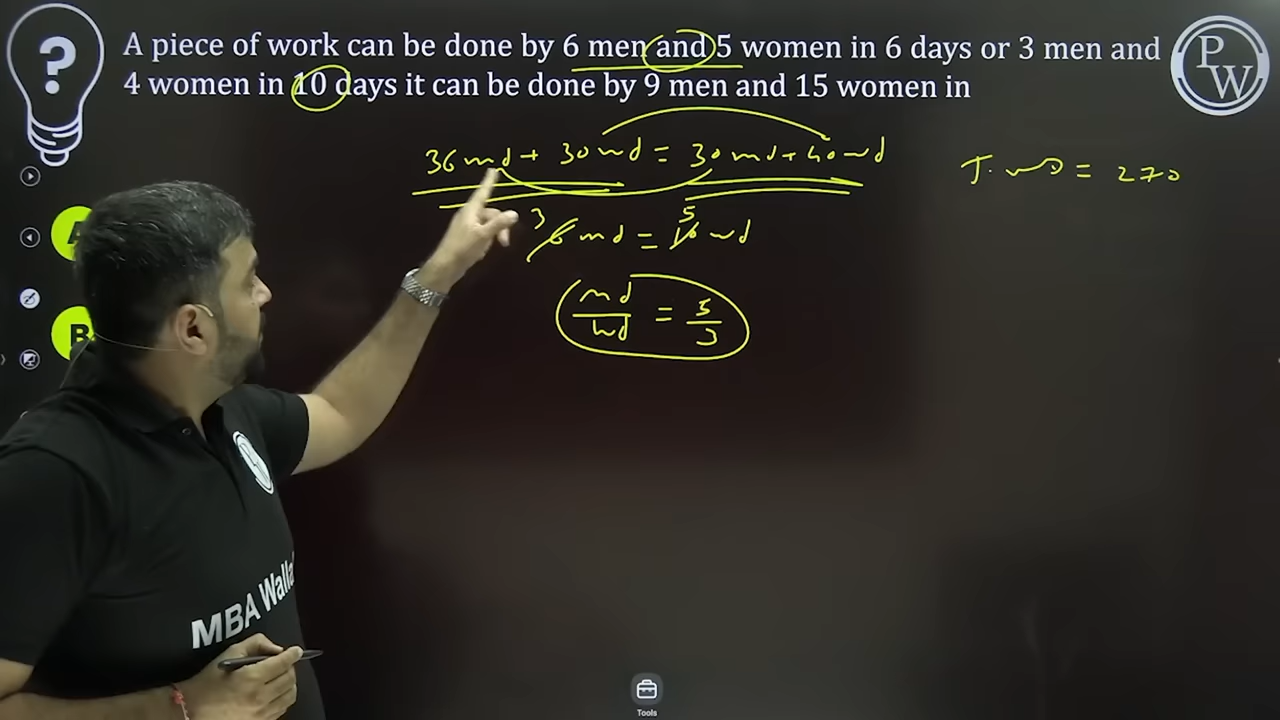 A piece of work can be done by 6 men and 5 women in 6 days or 3 men and
4 women in 10 days it can be done by 9 men and 15 women in
P
W
36 md + 30 wd = 30 md + 40 wd
T. WD = 270
3 5
6 md = 10 wd
md/wd = 5/3
A
B
MBA Walla
Tools